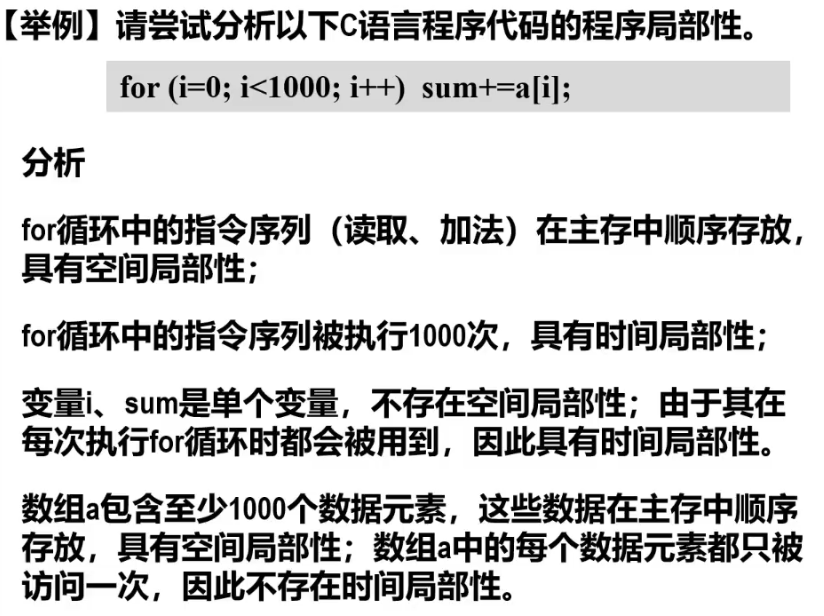 【举例】请尝试分析以下C语言程序代码的程序局部性。
for (i=0; i<1000; i++) sum+=a[i];
分析
for循环中的指令序列（读取、加法）在主存中顺序存放，
具有空间局部性；
for循环中的指令序列被执行1000次，具有时间局部性；
变量i、sum是单个变量，不存在空间局部性；由于其在
每次执行for循环时都会被用到，因此具有时间局部性。
数组a包含至少1000个数据元素，这些数据在主存中顺序
存放，具有空间局部性；数组a中的每个数据元素都只被
访问一次，因此不存在时间局部性。